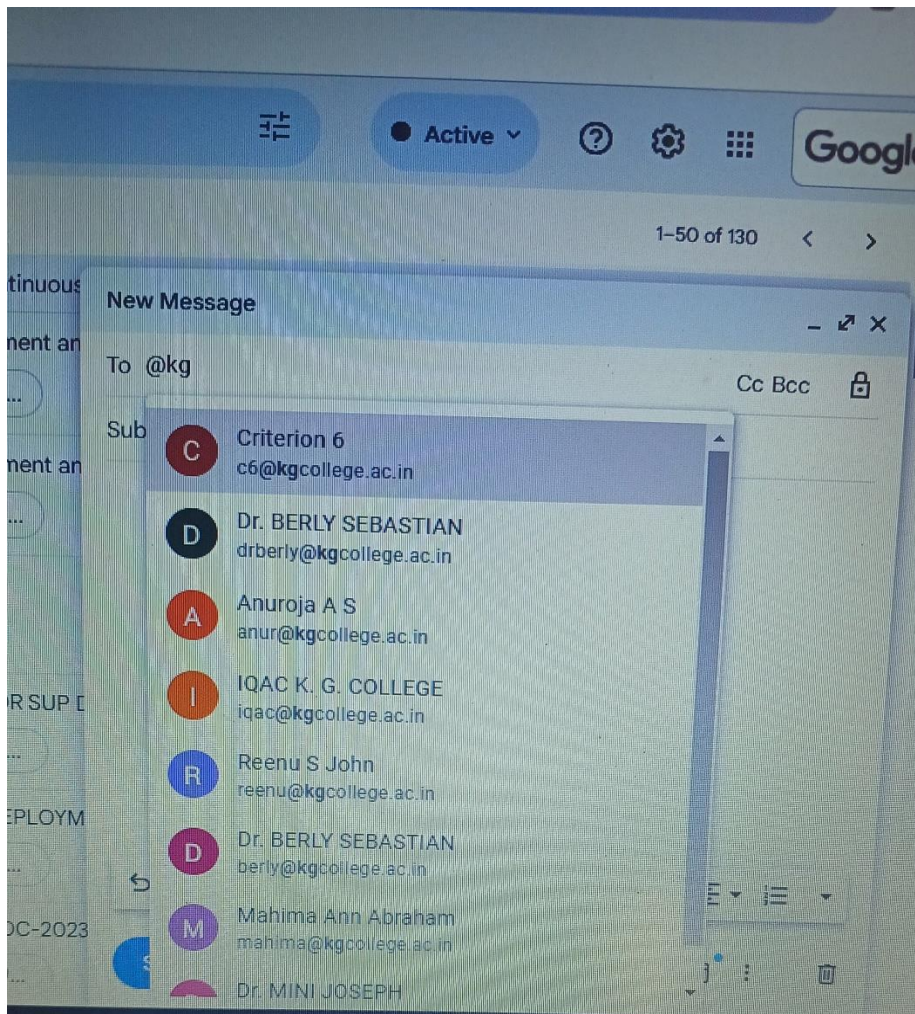 Active
Googl
1–50 of 130
tinuous
New Message
nent an
To @kg
Cc Bcc
Sub
nent an
C
Criterion 6
c6@kgcollege.ac.in
D
Dr. BERLY SEBASTIAN
drberly@kgcollege.ac.in
A
Anuroja A S
anur@kgcollege.ac.in
I
IQAC K. G. COLLEGE
iqac@kgcollege.ac.in
R SUP D
R
Reenu S John
reenu@kgcollege.ac.in
EPLOYM
D
Dr. BERLY SEBASTIAN
berly@kgcollege.ac.in
M
Mahima Ann Abraham
mahima@kgcollege.ac.in
OC-2023
Dr. MINI JOSEPH